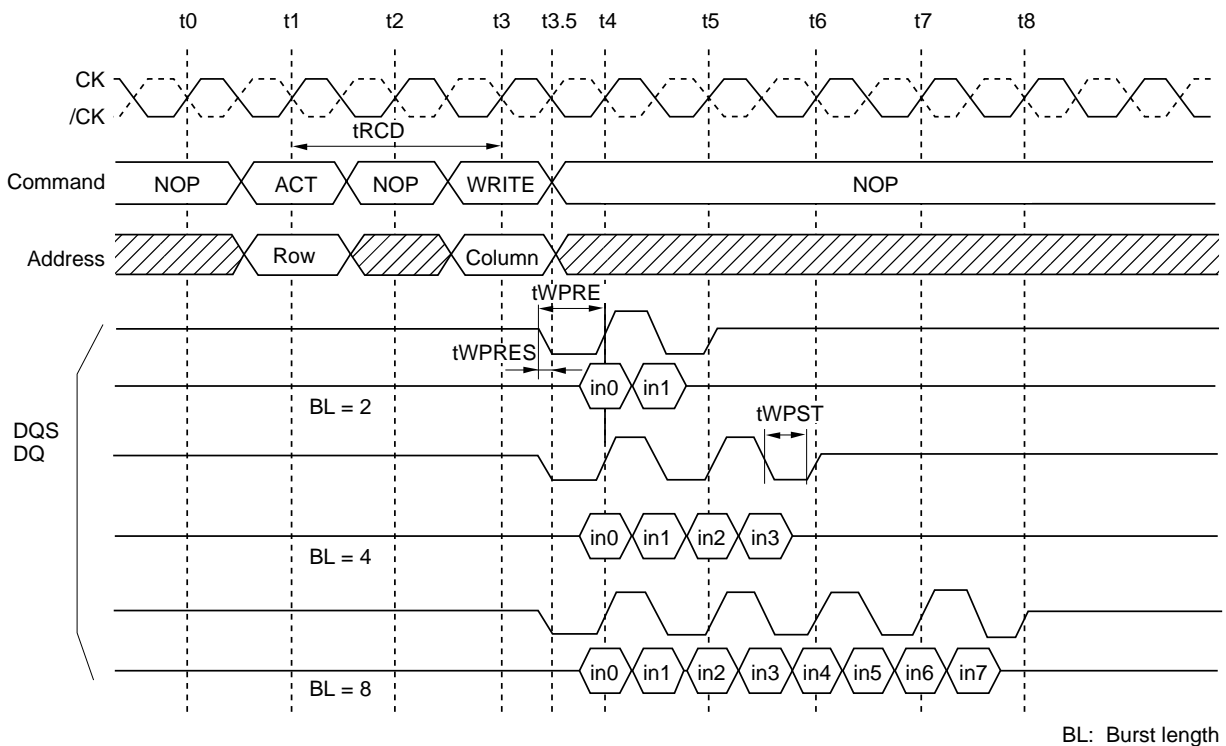 t0 t1 t2 t3 t3.5 t4 t5 t6 t7 t8
CK
/CK
tRCD
Command NOP ACT NOP WRITE NOP
Address Row Column
tWPRE
tWPRES
in0 in1
BL = 2
tWPST
DQS
DQ
in0 in1 in2 in3
BL = 4
in0 in1 in2 in3 in4 in5 in6 in7
BL = 8
BL: Burst length